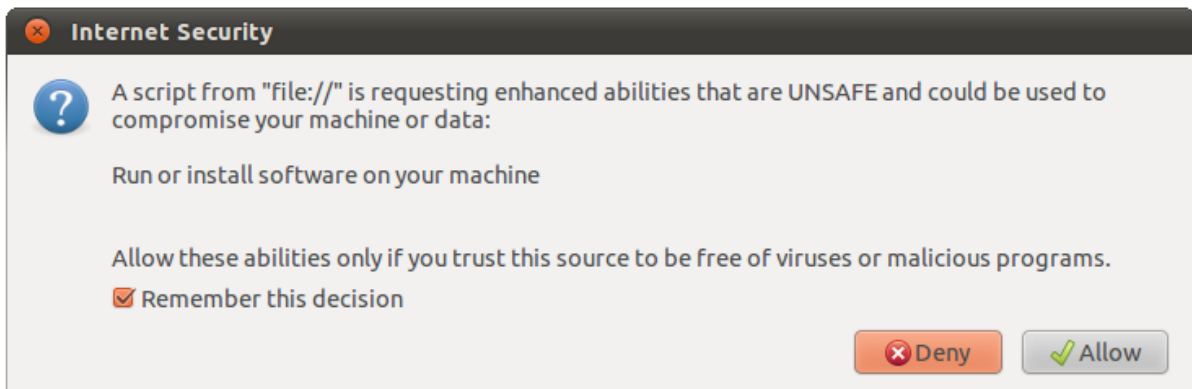 Internet Security
A script from "file://" is requesting enhanced abilities that are UNSAFE and could be used to
compromise your machine or data:
Run or install software on your machine
Allow these abilities only if you trust this source to be free of viruses or malicious programs.
Remember this decision
Deny Allow